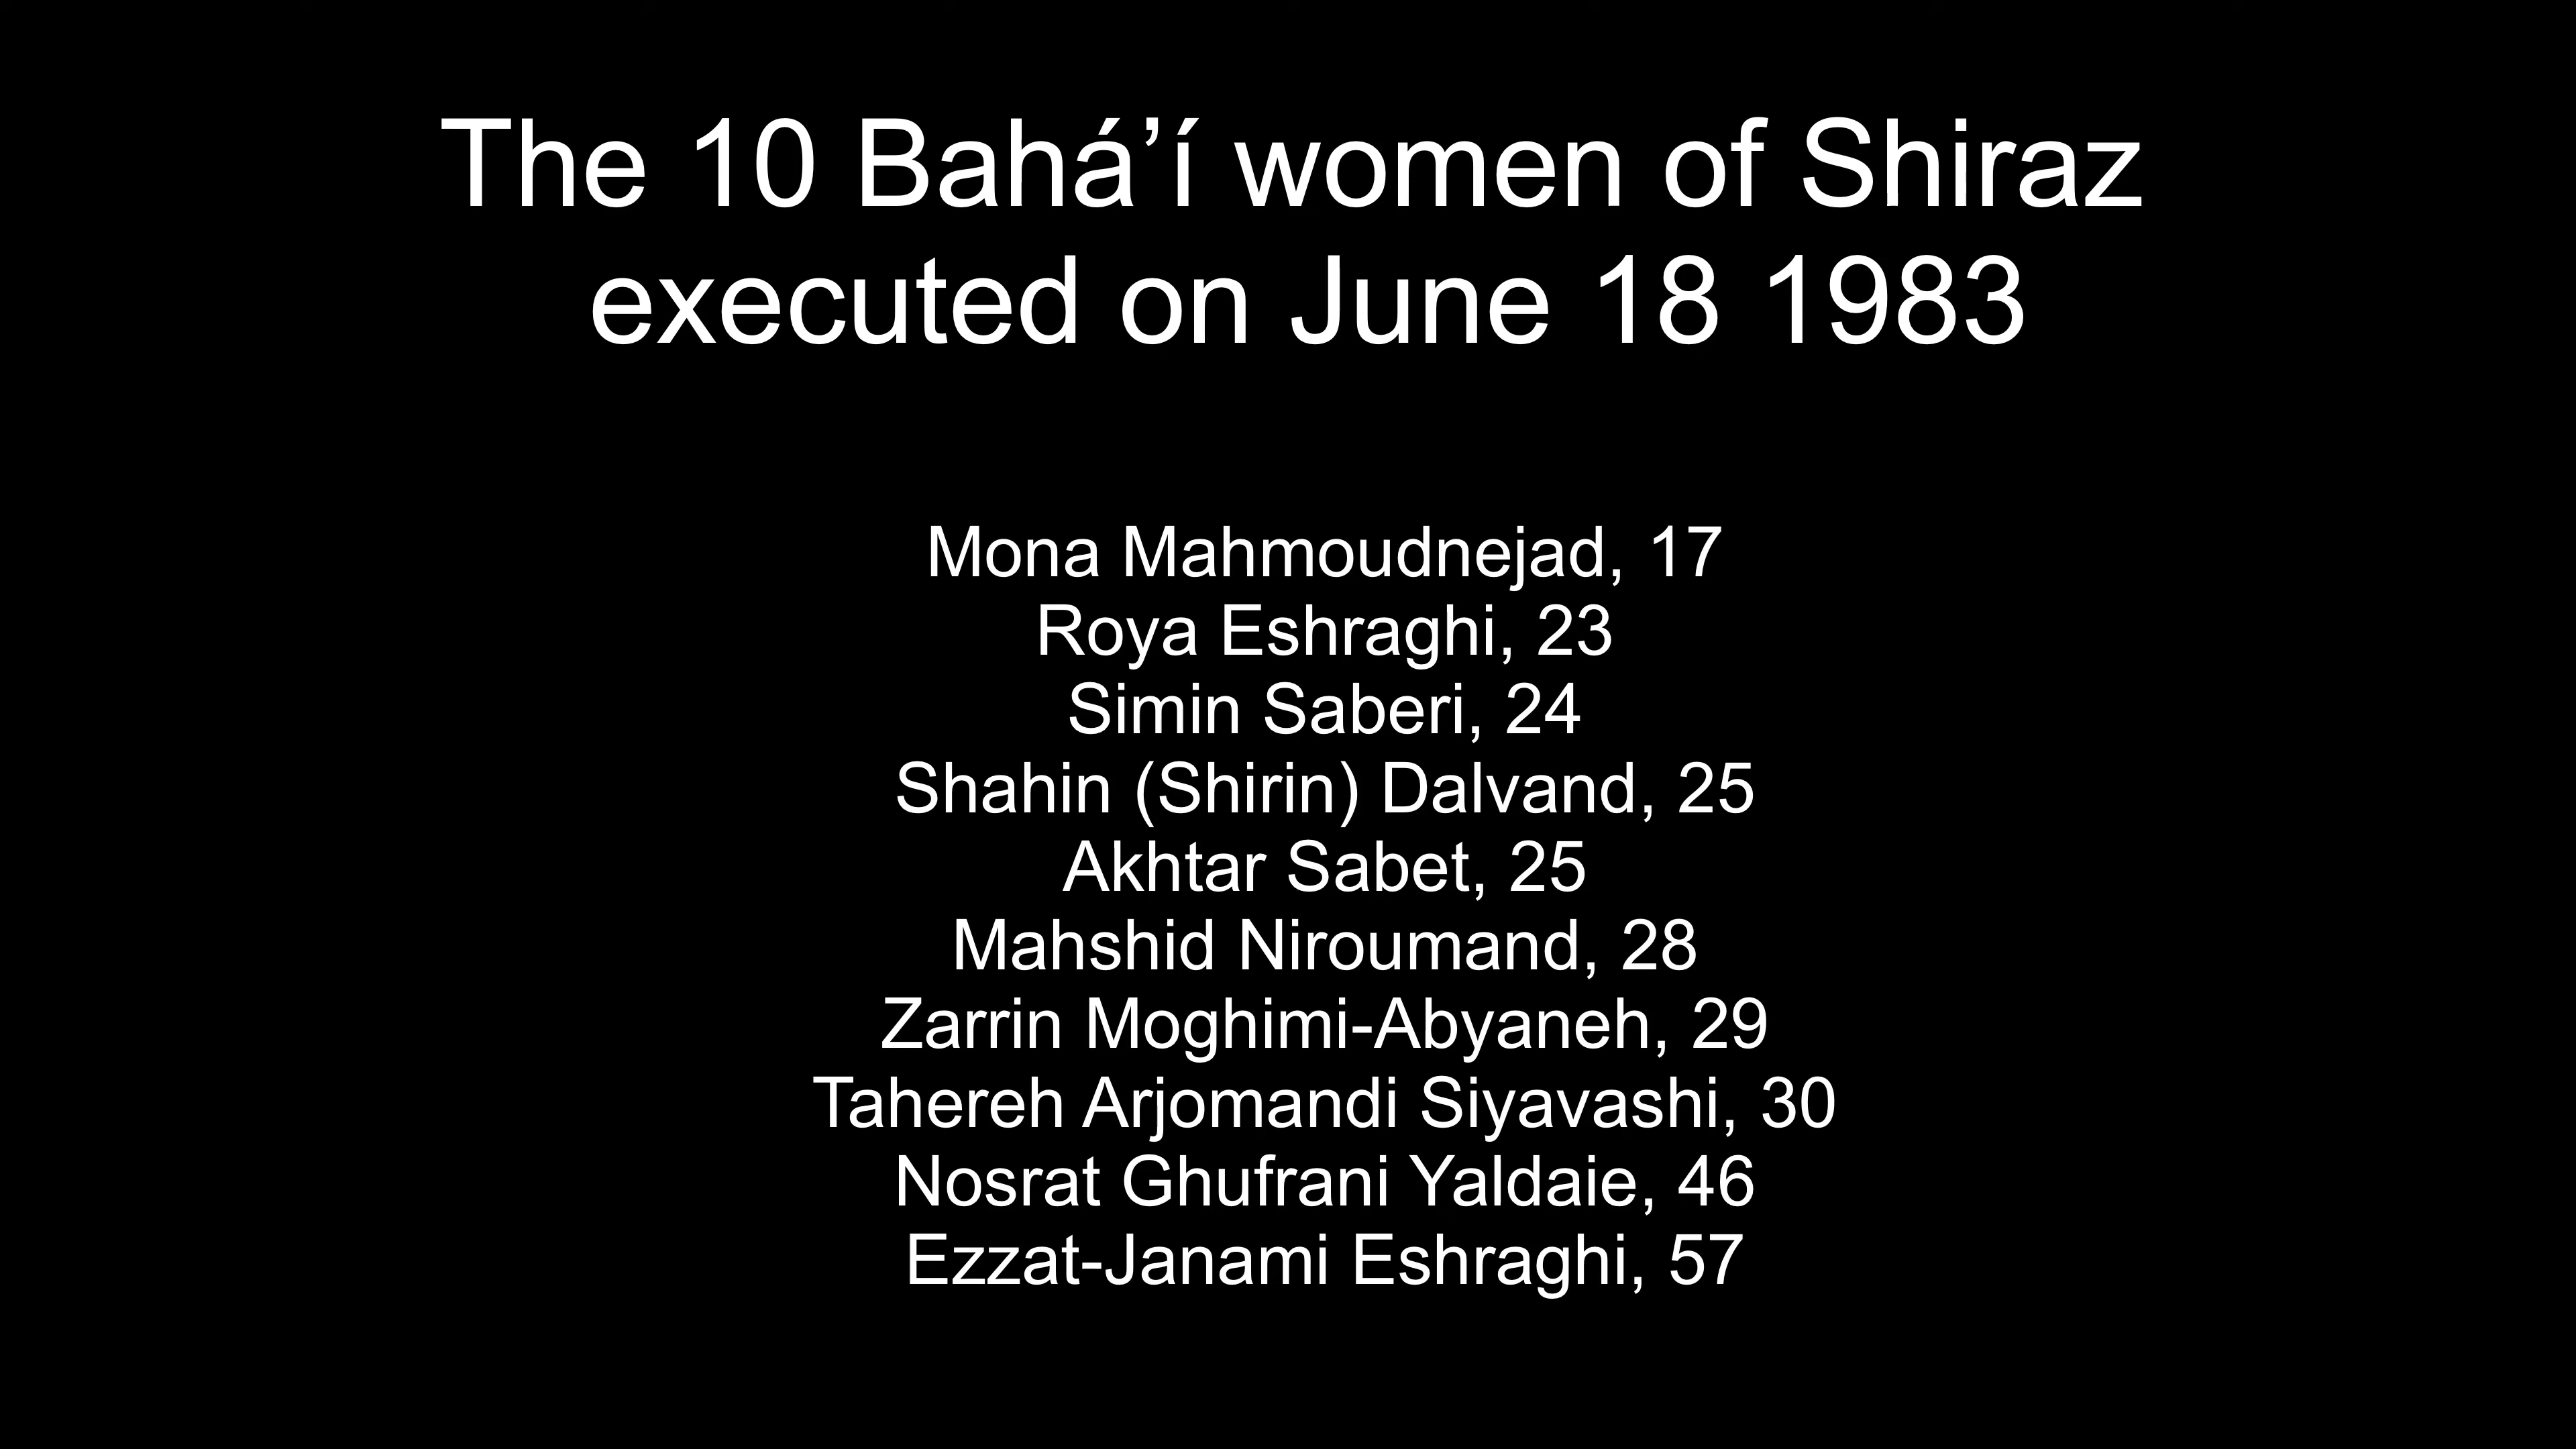 The 10 Bahá’í women of Shiraz
executed on June 18 1983
Mona Mahmoudnejad, 17
Roya Eshraghi, 23
Simin Saberi, 24
Shahin (Shirin) Dalvand, 25
Akhtar Sabet, 25
Mahshid Niroumand, 28
Zarrin Moghimi-Abyaneh, 29
Tahereh Arjomandi Siyavashi, 30
Nosrat Ghufrani Yaldaie, 46
Ezzat-Janami Eshraghi, 57